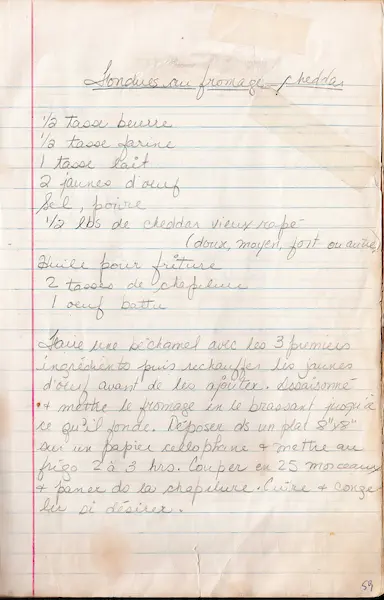 Fondues au fromage cheddar
1/2 tasse beurre
1/2 tasse farine
1 tasse lait
2 jaunes d'oeuf
Sel, poivre
1/2 lbs de cheddar vieux rapé
(doux, moyen, fort ou autre)
Huile pour friture
2 tasses de chapelure
1 oeuf battu
Faire une béchamel avec les 3 premiers
ingrédients puis réchauffer les jaunes
d'oeuf avant de les ajouter.
+ mettre le fromage en le brassant jusqu'à
ce qu'il fonde. Déposer ds un plat 8"x8"
sur un papier cellophane + mettre au
frigo 2 à 3 hrs. Couper en 25 morceaux
+ paner ds la chapelure. Cuire + conge
ler si désirer.
59